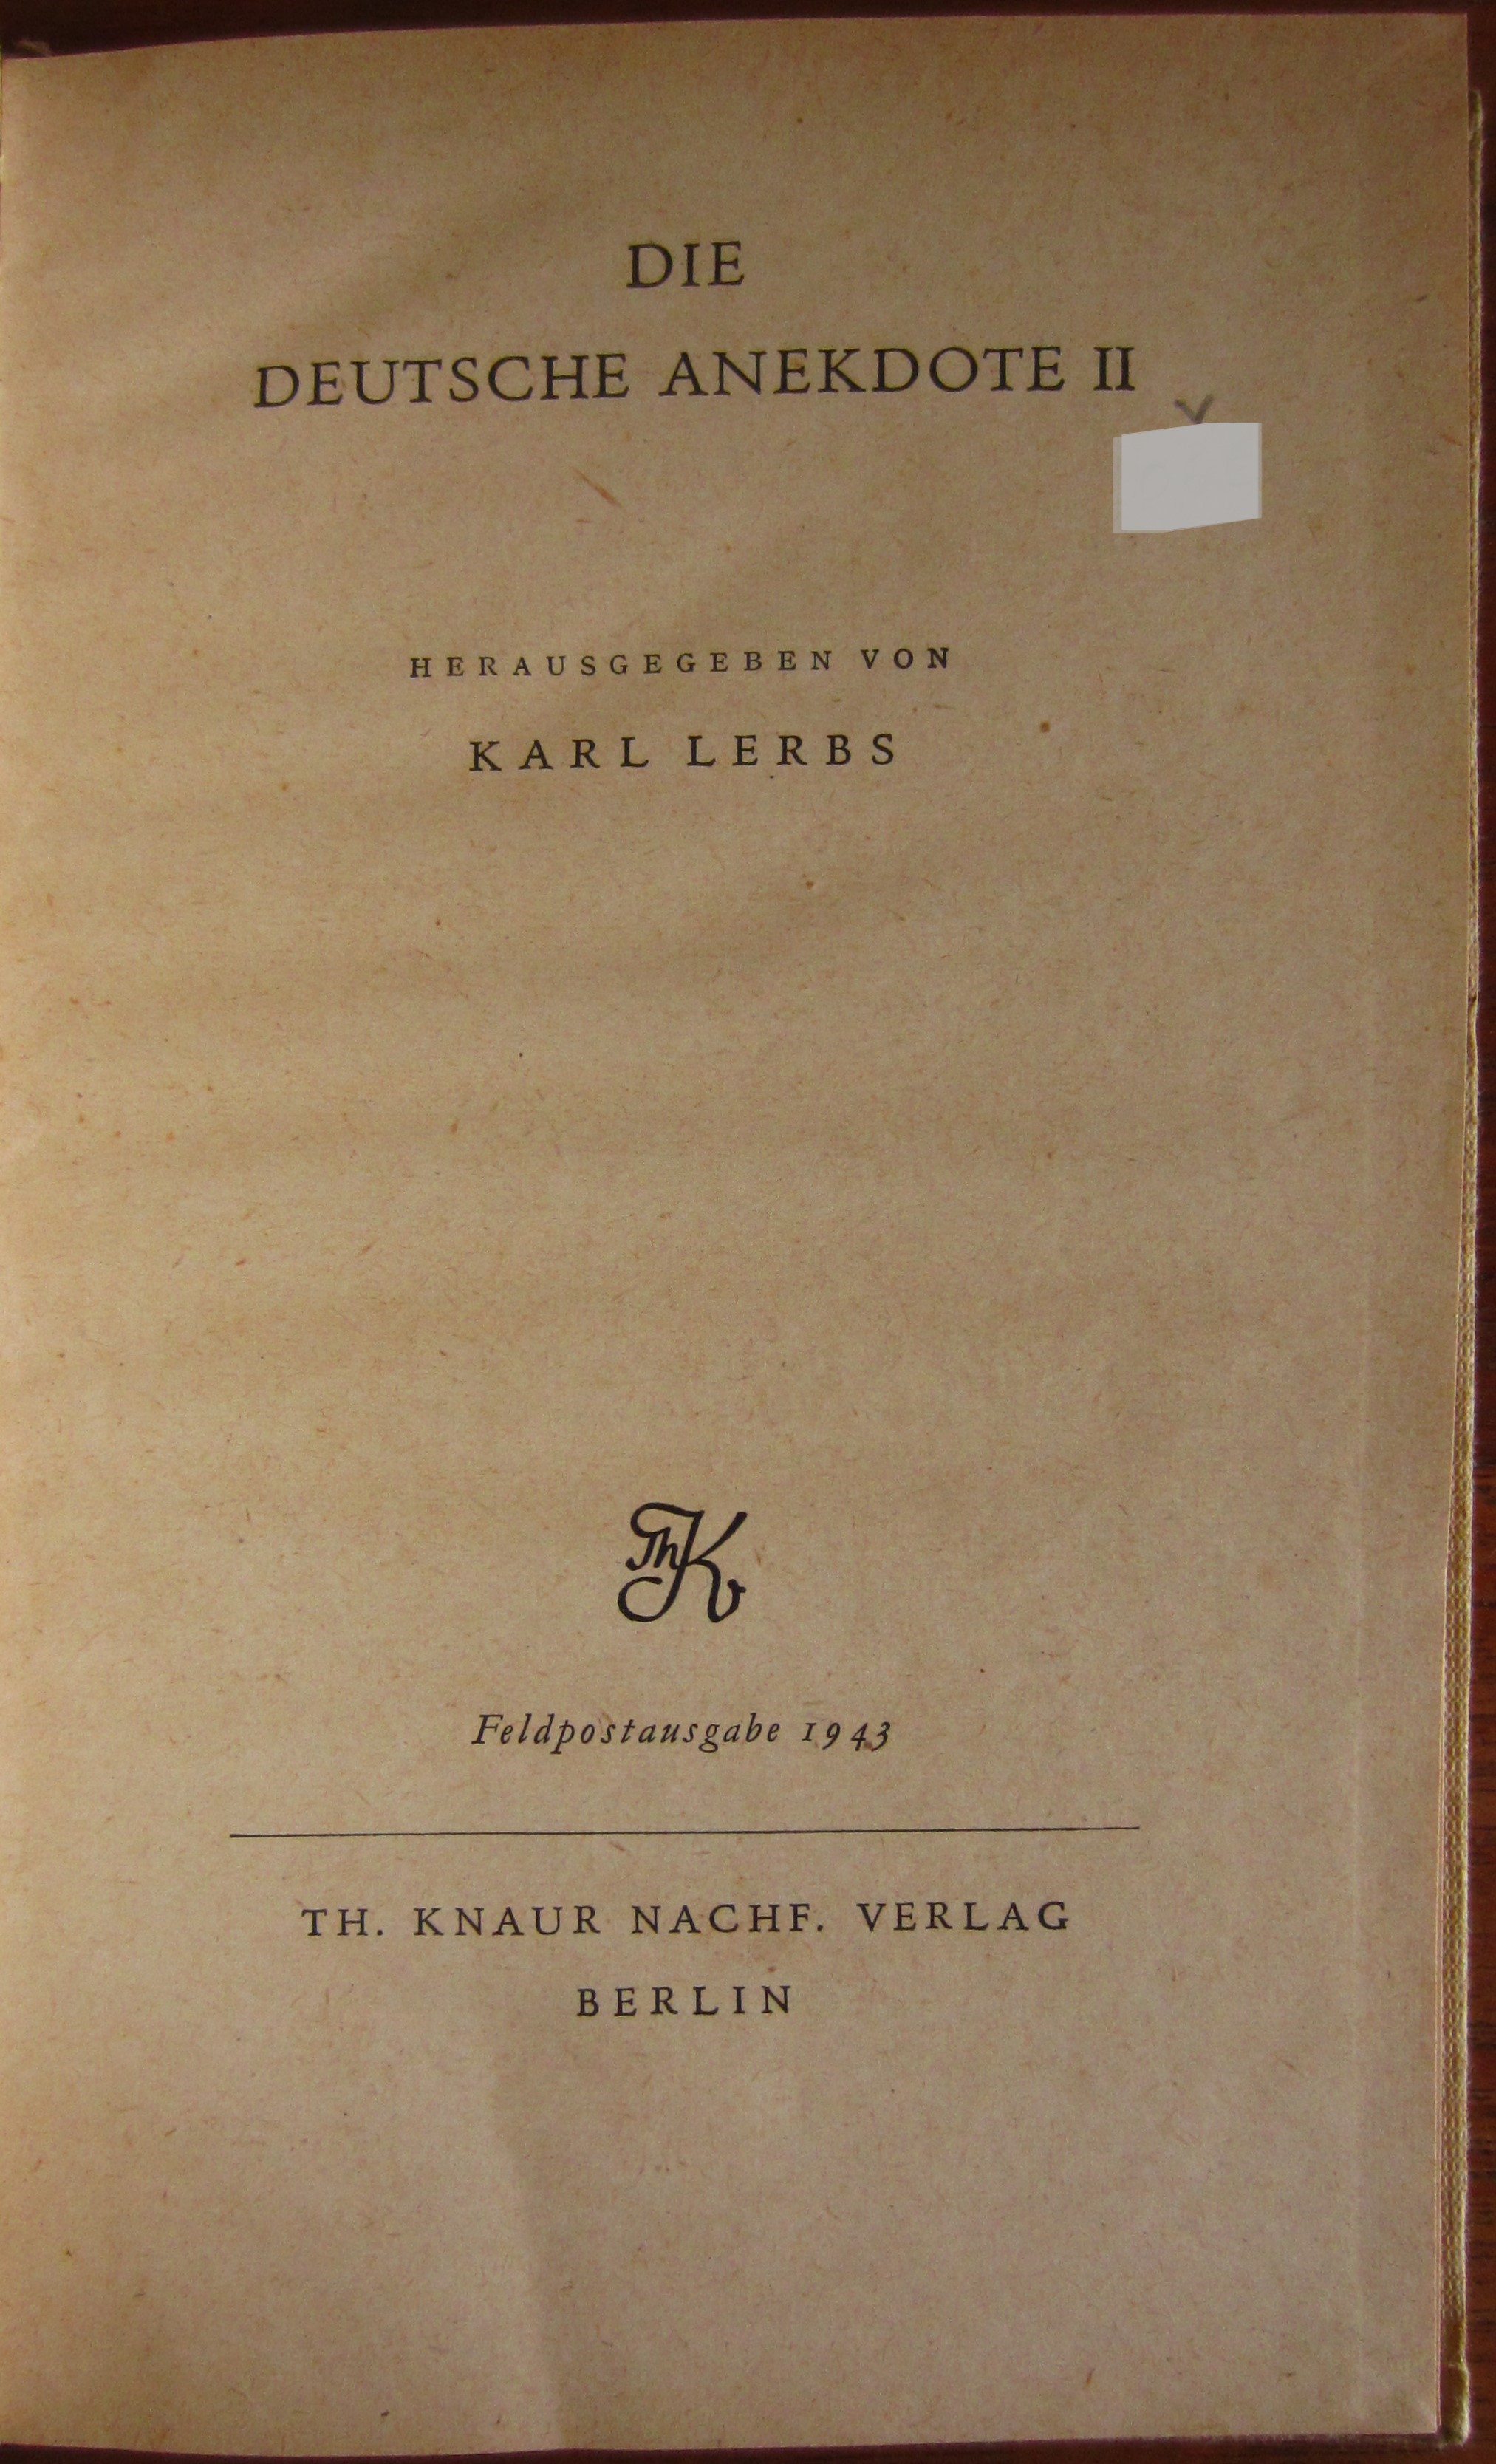 DIE
DEUTSCHE ANEKDOTE II
HERAUSGEGEBEN VON
KARL LERBS
ThK
Feldpostausgabe 1943
TH. KNAUR NACHF. VERLAG
BERLIN